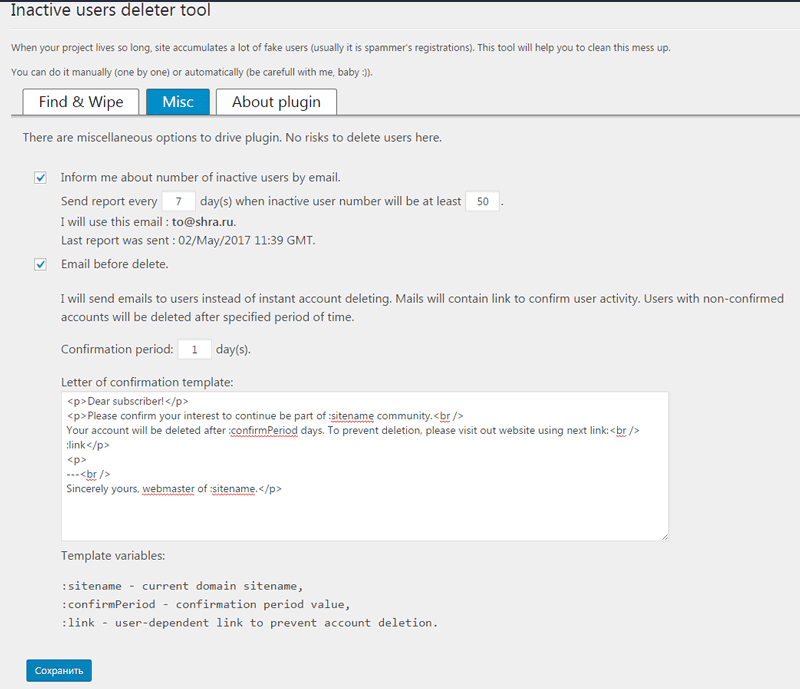 Inactive users deleter tool
When your project lives so long, site accumulates a lot of fake users (usually it is spammer's registrations). This tool will help you to clean this mess up.
You can do it manually (one by one) or automatically (be carefull with me, baby :)).
Find & Wipe
Misc
About plugin
There are miscellaneous options to drive plugin. No risks to delete users here.
Inform me about number of inactive users by email.
Send report every 7 day(s) when inactive user number will be at least 50 .
I will use this email : to@shra.ru.
Last report was sent : 02/May/2017 11:39 GMT.
Email before delete.
I will send emails to users instead of instant account deleting. Mails will contain link to confirm user activity. Users with non-confirmed
accounts will be deleted after specified period of time.
Confirmation period: 1 day(s).
Letter of confirmation template:
<p>Dear subscriber!</p>
<p>Please confirm your interest to continue be part of :sitename community.<br />
Your account will be deleted after :confirmPeriod days. To prevent deletion, please visit out website using next link:<br />
:link</p>
<p>
---<br />
Sincerely yours, webmaster of :sitename.</p>
Template variables:
:sitename - current domain sitename,
:confirmPeriod - confirmation period value,
:link - user-dependent link to prevent account deletion.
Сохранить